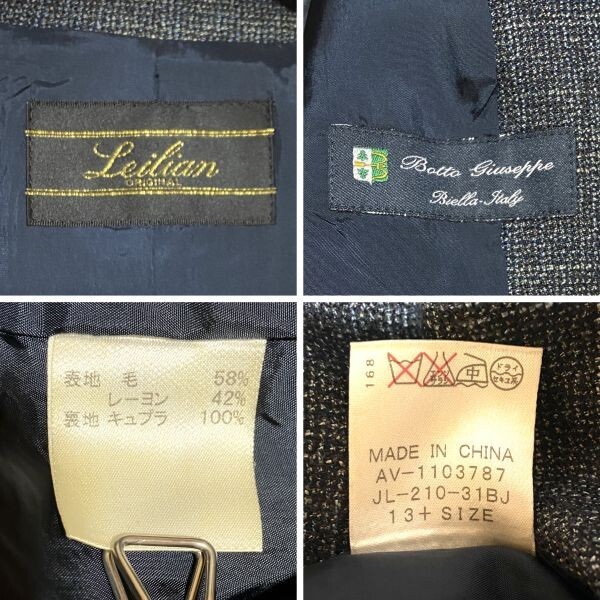 Leilian
ORIGINAL
Botto Giuseppe
Biella-Italy
表地 毛 58%
レーヨン 42%
裏地 キュプラ 100%
168
中
ドライ
セキユ系
MADE IN CHINA
AV-1103787
JL-210-31BJ
13+ SIZE